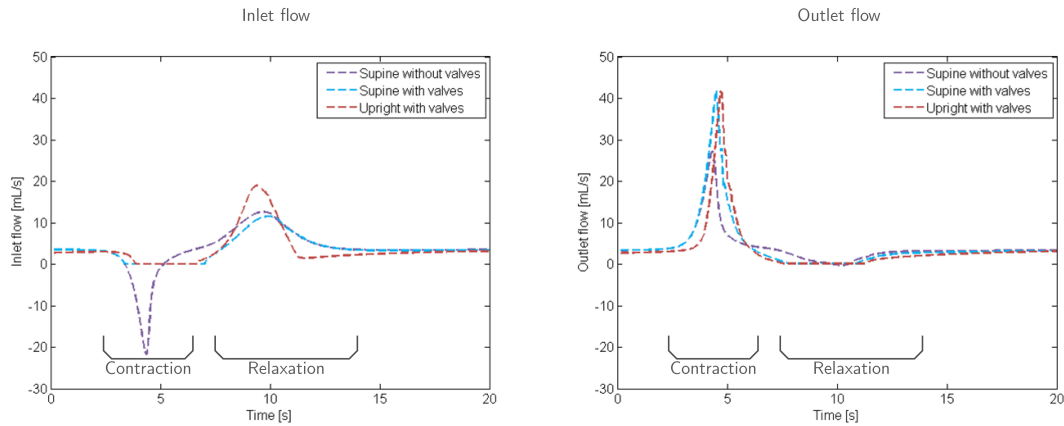 Inlet flow
50
40
30
20
10
0
-10
-20
-30
Inlet flow [mL/s]
Supine without valves
Supine with valves
Upright with valves
Contraction
Relaxation
0
5
10
15
20
Time [s]
Outlet flow
50
40
30
20
10
0
-10
-20
-30
Outlet flow [mL/s]
Supine without valves
Supine with valves
Upright with valves
Contraction
Relaxation
0
5
10
15
20
Time [s]